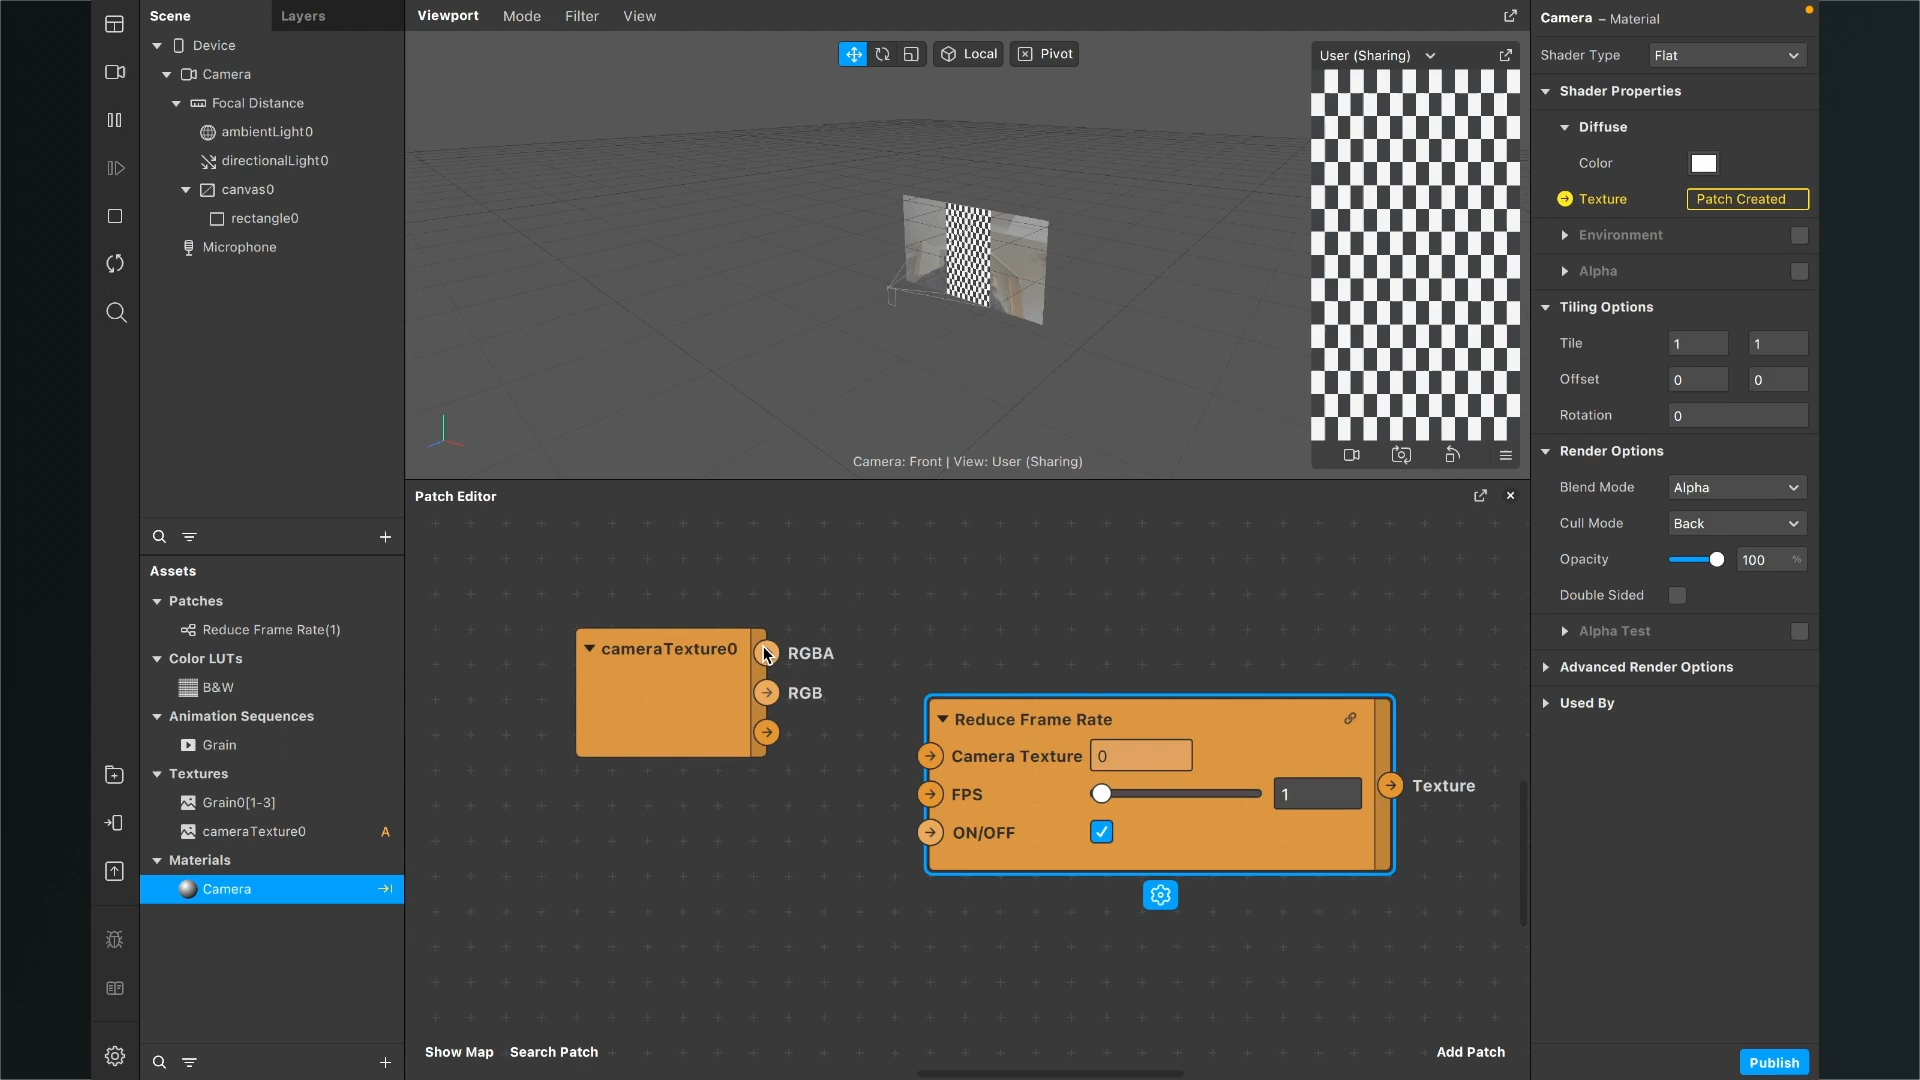 Scene
Layers
Device
Camera
Focal Distance
ambientLight0
directionalLight0
canvas0
rectangle0
Microphone
Assets
Patches
Reduce Frame Rate(1)
Color LUTs
B&W
Animation Sequences
Grain
Textures
Grain0[1-3]
cameraTexture0 A
Materials
Camera
Viewport Mode Filter View
Local
Pivot
User (Sharing)
Camera: Front | View: User (Sharing)
Patch Editor
cameraTexture0
RGBA
RGB
Reduce Frame Rate
Camera Texture 0
FPS 1
ON/OFF
Texture
Show Map Search Patch
Add Patch
Camera – Material
Shader Type Flat
Shader Properties
Diffuse
Color
Texture Patch Created
Environment
Alpha
Tiling Options
Tile 1 1
Offset 0 0
Rotation 0
Render Options
Blend Mode Alpha
Cull Mode Back
Opacity 100 %
Double Sided
Alpha Test
Advanced Render Options
Used By
Publish